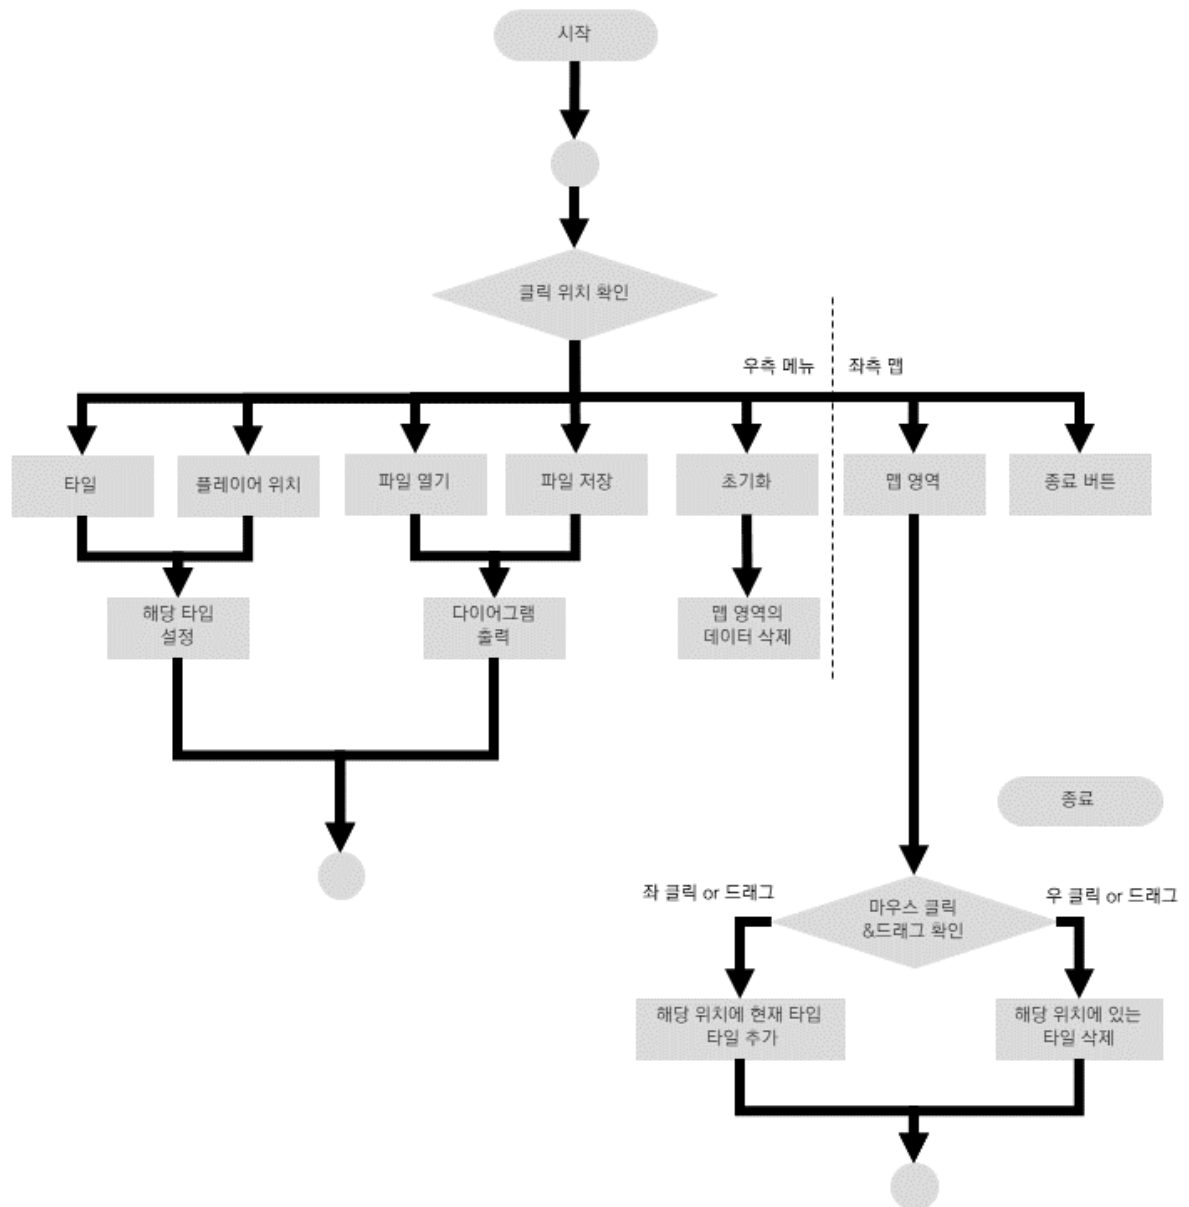 시작
클릭 위치 확인
우측 메뉴
좌측 맵
타일
플레이어 위치
파일 열기
파일 저장
초기화
맵 영역
종료 버튼
해당 타입
설정
다이어그램
출력
맵 영역의
데이터 삭제
종료
좌 클릭 or 드래그
마우스 클릭
&드래그 확인
우 클릭 or 드래그
해당 위치에 현재 타입
타일 추가
해당 위치에 있는
타일 삭제